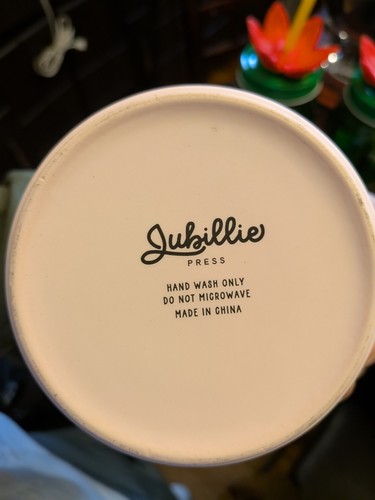 Jubillie
PRESS
HAND WASH ONLY
DO NOT MICROWAVE
MADE IN CHINA